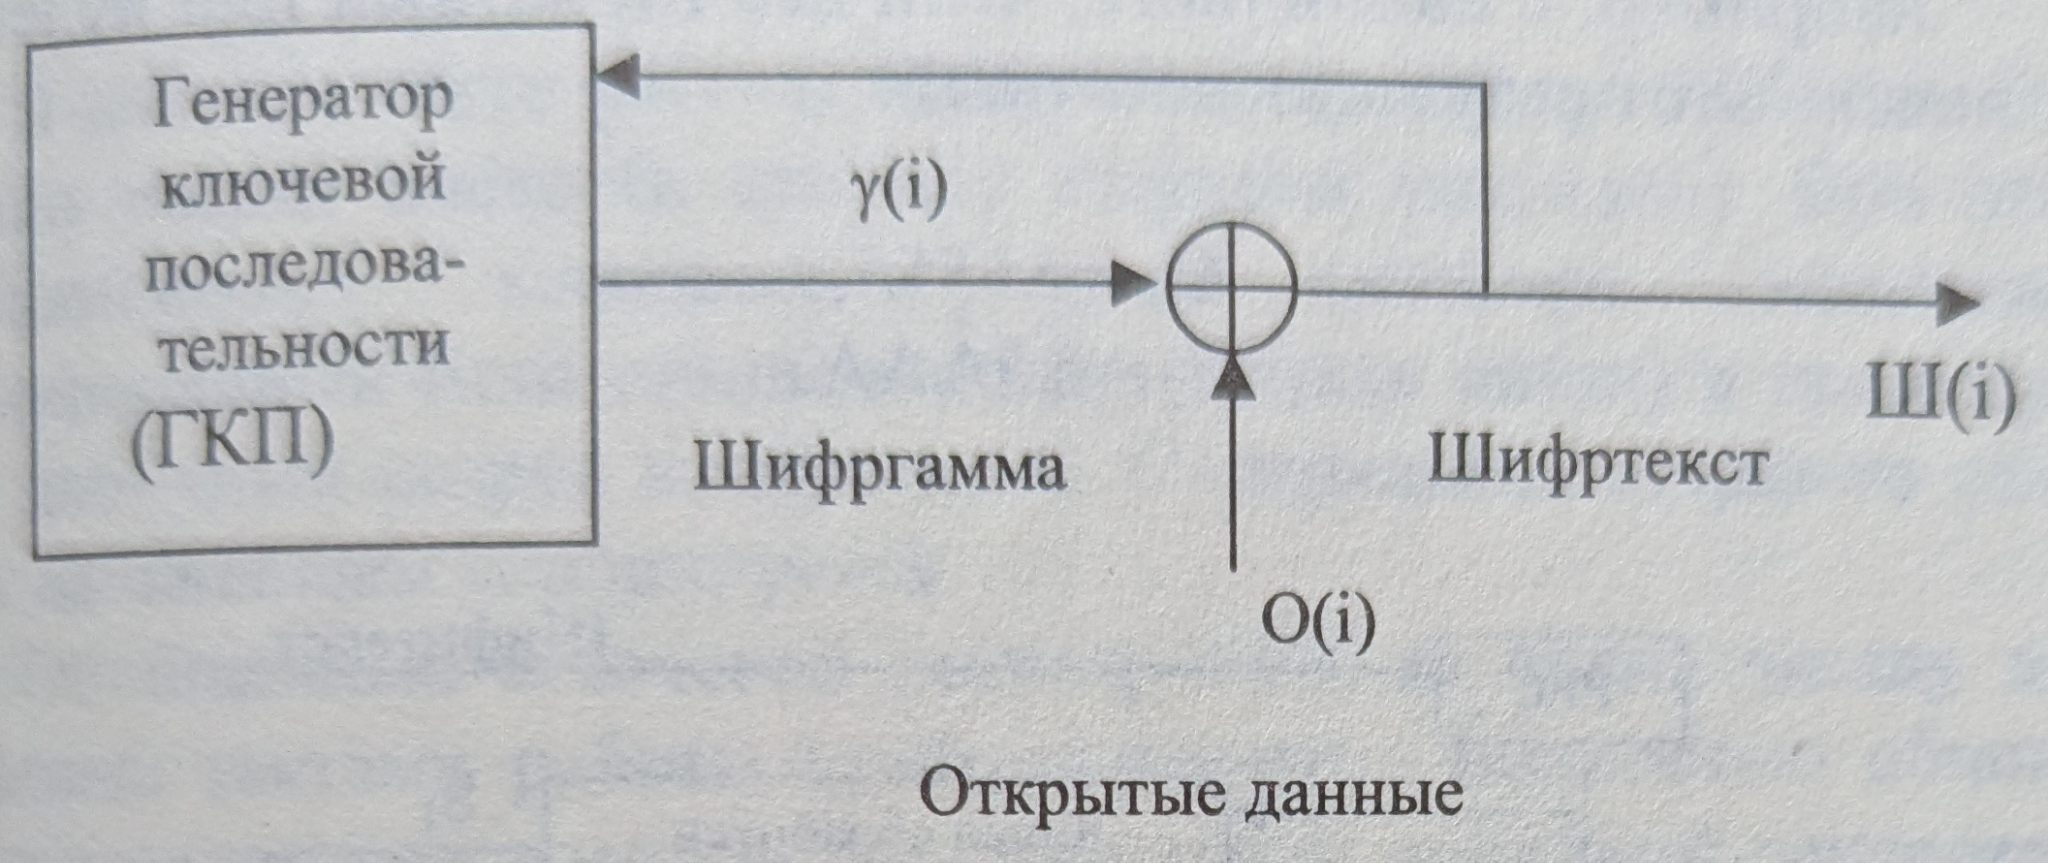 Генератор
ключевой
последова-
тельности
(ГКП)
γ(i)
Ш(i)
Шифргамма
Шифртекст
О(i)
Открытые данные